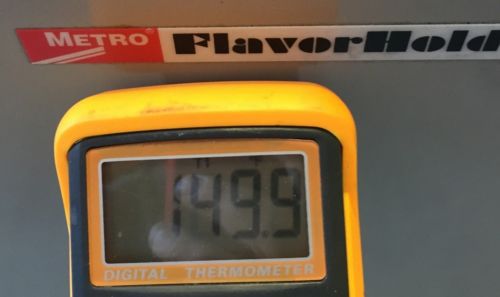 METRO FlavorHold
149.9
DIGITAL THERMOMETER